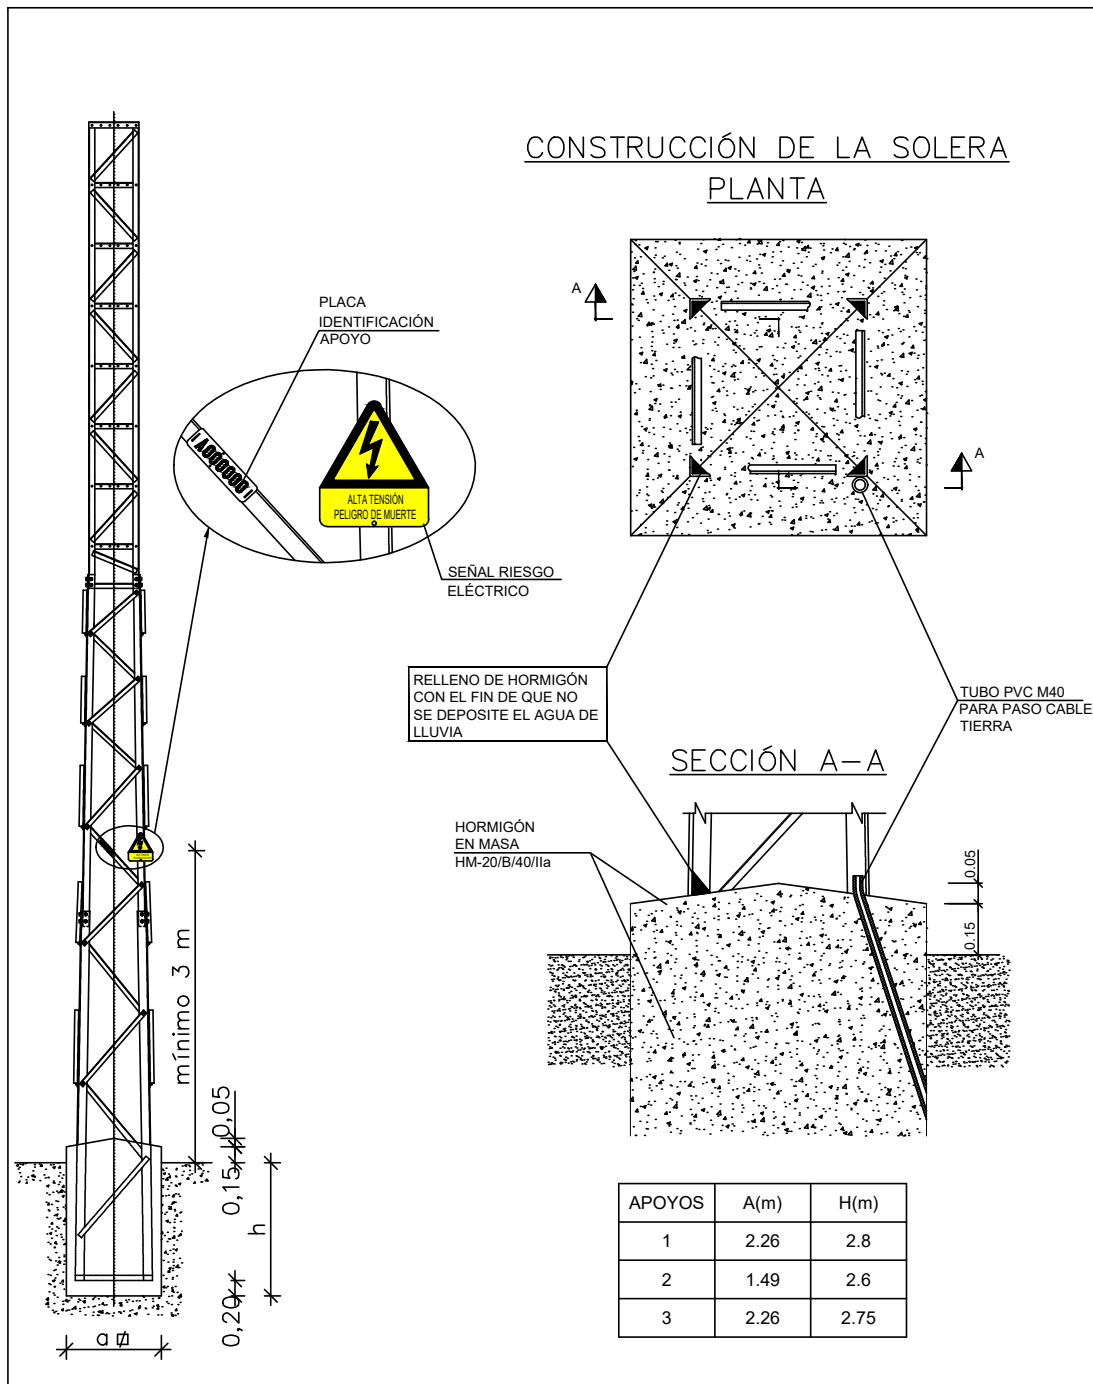 CONSTRUCCIÓN DE LA SOLERA
PLANTA
PLACA
IDENTIFICACIÓN
APOYO
A000000
ALTA TENSIÓN
PELIGRO DE MUERTE
SEÑAL RIESGO
ELÉCTRICO
A
A
RELLENO DE HORMIGÓN
CON EL FIN DE QUE NO
SE DEPOSITE EL AGUA DE
LLUVIA
TUBO PVC M40
PARA PASO CABLE
TIERRA
SECCIÓN A-A
HORMIGÓN
EN MASA
HM-20/B/40/IIa
0.05
0.15
mínimo 3 m
0,05
0,15
h
0,20
a
APOYOS A(m) H(m)
1 2.26 2.8
2 1.49 2.6
3 2.26 2.75